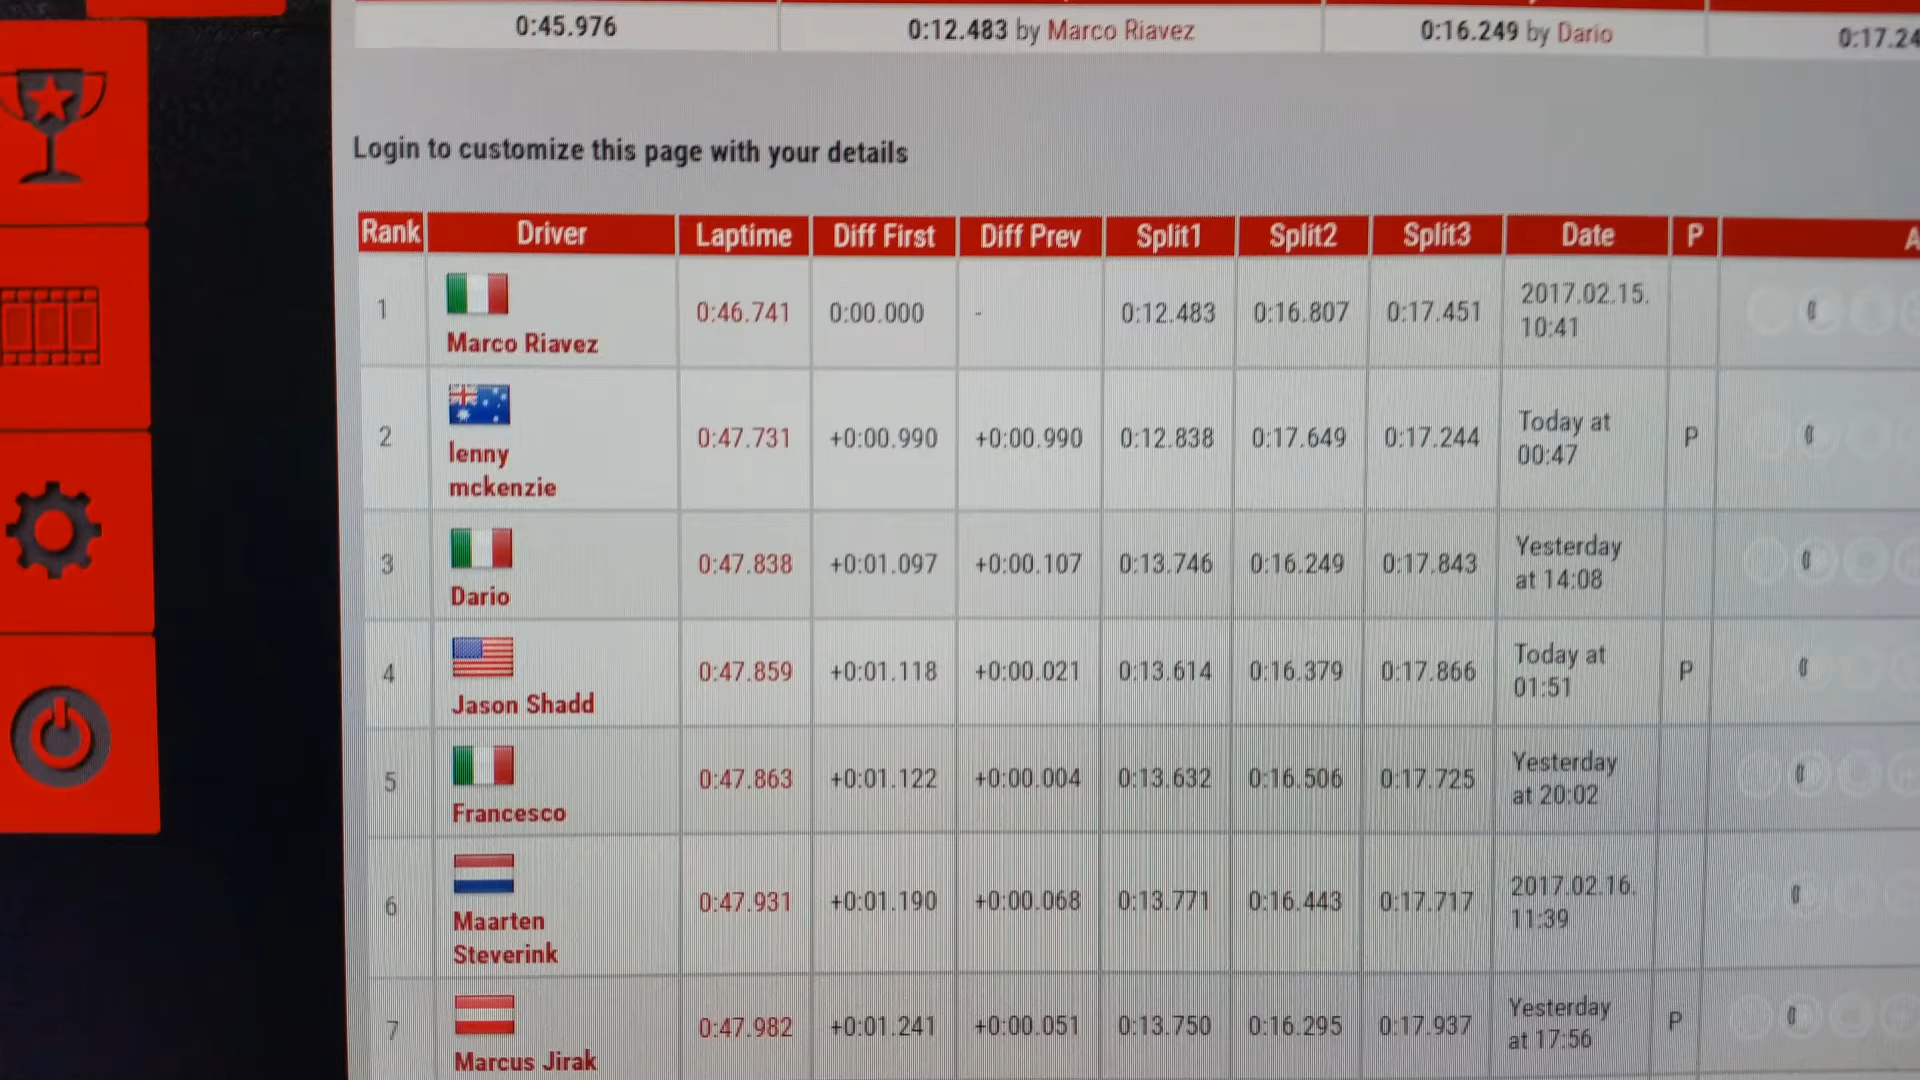 0:45.976 0:12.483 by Marco Riavez 0:16.249 by Dario 0:17.24
Login to customize this page with your details
Rank Driver Laptime Diff First Diff Prev Split1 Split2 Split3 Date P A
1 Marco Riavez 0:46.741 0:00.000 - 0:12.483 0:16.807 0:17.451 2017.02.15. 10:41 0
2 lenny mckenzie 0:47.731 +0:00.990 +0:00.990 0:12.838 0:17.649 0:17.244 Today at 00:47 P 0
3 Dario 0:47.838 +0:01.097 +0:00.107 0:13.746 0:16.249 0:17.843 Yesterday at 14:08 0
4 Jason Shadd 0:47.859 +0:01.118 +0:00.021 0:13.614 0:16.379 0:17.866 Today at 01:51 P 0
5 Francesco 0:47.863 +0:01.122 +0:00.004 0:13.632 0:16.506 0:17.725 Yesterday at 20:02 0
6 Maarten Steverink 0:47.931 +0:01.190 +0:00.068 0:13.771 0:16.443 0:17.717 2017.02.16. 11:39 0
7 Marcus Jirak 0:47.982 +0:01.241 +0:00.051 0:13.750 0:16.295 0:17.937 Yesterday at 17:56 P 0